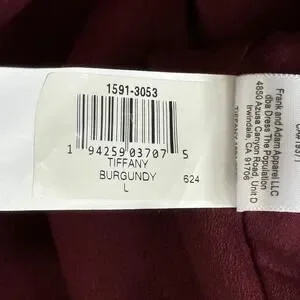 1591-3053
1 94259 03707 5
TIFFANY
BURGUNDY
L 624
Frank and Adam Apparel LLC
dba Dress The Population
4850 Azusa Canyon Road, Unit D
Irwindale, CA 91706
TIFFANY